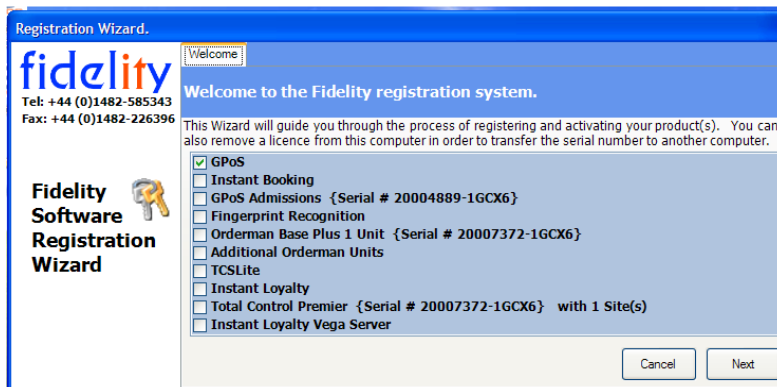 Registration Wizard.
fidelity
Tel: +44 (0)1482-585343
Fax: +44 (0)1482-226396
Fidelity
Software
Registration
Wizard
Welcome
Welcome to the Fidelity registration system.
This Wizard will guide you through the process of registering and activating your product(s). You can
also remove a licence from this computer in order to transfer the serial number to another computer.
GPoS
Instant Booking
GPoS Admissions {Serial # 20004889-1GCX6}
Fingerprint Recognition
Orderman Base Plus 1 Unit {Serial # 20007372-1GCX6}
Additional Orderman Units
TCSLite
Instant Loyalty
Total Control Premier {Serial # 20007372-1GCX6} with 1 Site(s)
Instant Loyalty Vega Server
Cancel
Next